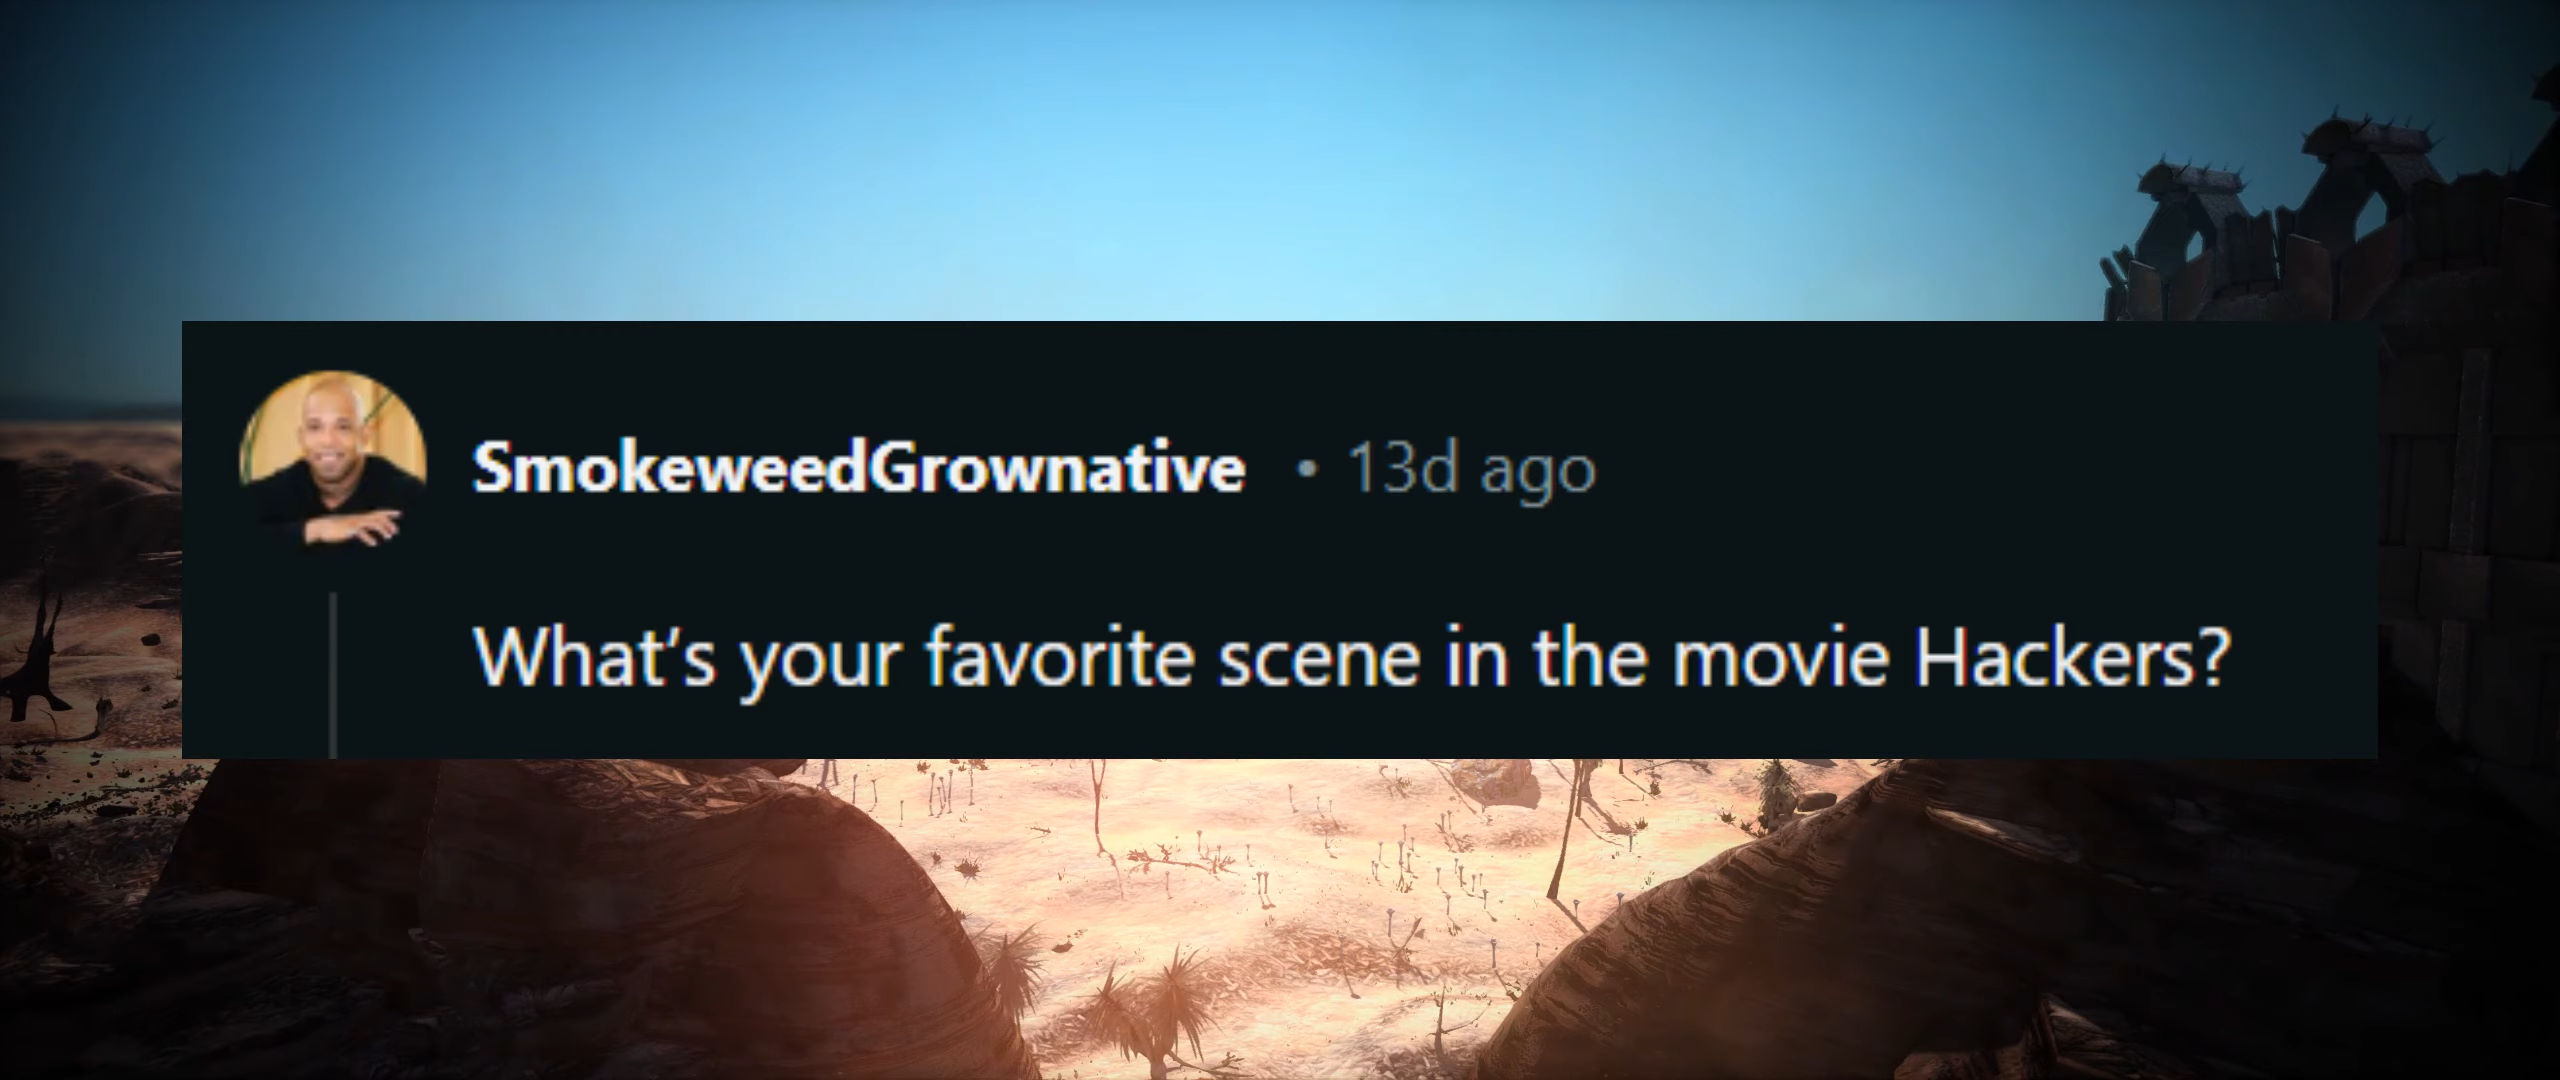 SmokeweedGrownative • 13d ago
What's your favorite scene in the movie Hackers?